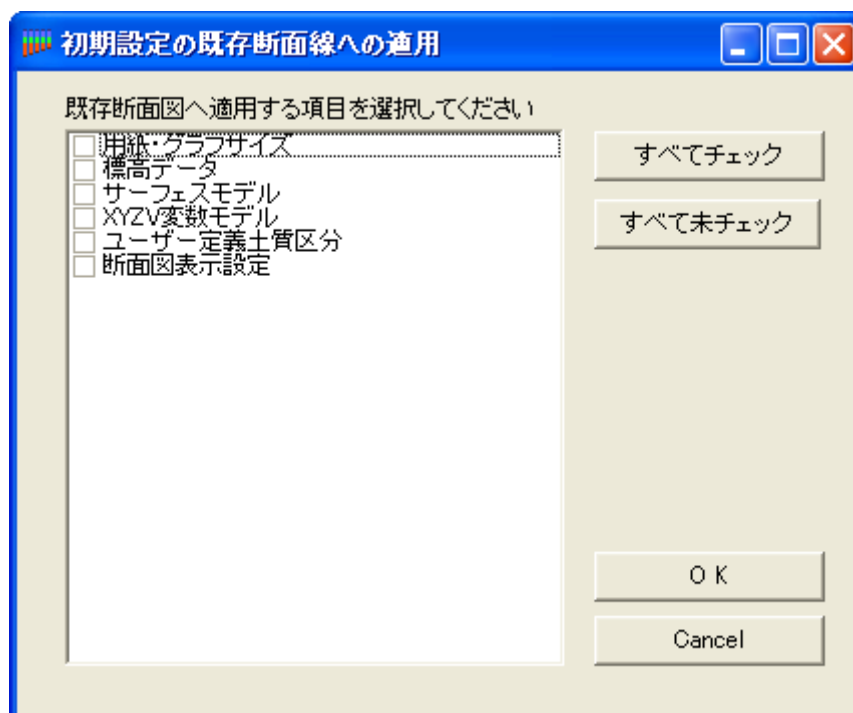 初期設定の既存断面線への適用
既存断面図へ適用する項目を選択してください
用紙・グラフサイズ
標高データ
サーフェスモデル
XYZV変数モデル
ユーザー定義土質区分
断面図表示設定
すべてチェック
すべて未チェック
O K
Cancel